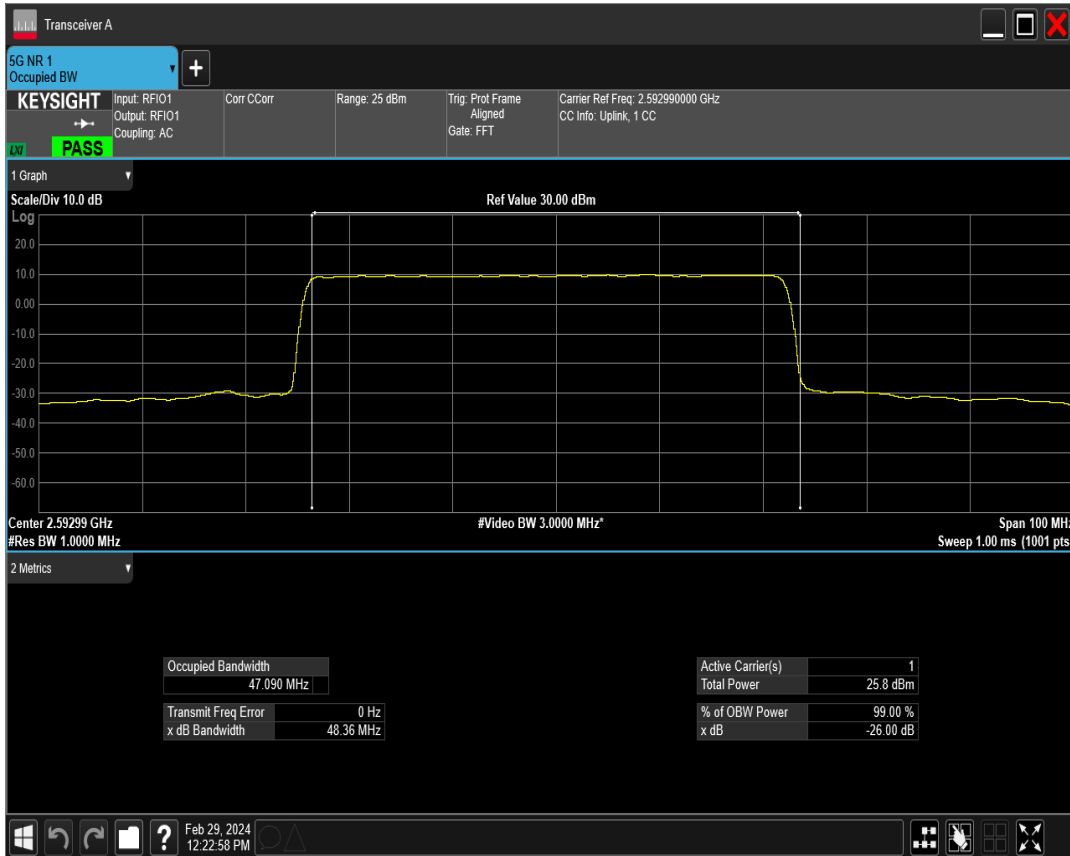 Transceiver A
5G NR 1
Occupied BW
KEYSIGHT
LXI
PASS
Input: RFIO1
Output: RFIO1
Coupling: AC
Corr CCorr
Range: 25 dBm
Trig: Prot Frame
Aligned
Gate: FFT
Carrier Ref Freq: 2.592990000 GHz
CC Info: Uplink, 1 CC
1 Graph
Scale/Div 10.0 dB
Ref Value 30.00 dBm
Log
20.0
10.0
0.00
-10.0
-20.0
-30.0
-40.0
-50.0
-60.0
Center 2.59299 GHz
#Video BW 3.0000 MHz*
Span 100 MHz
#Res BW 1.0000 MHz
Sweep 1.00 ms (1001 pts
2 Metrics
Occupied Bandwidth
47.090 MHz
Transmit Freq Error 0 Hz
x dB Bandwidth 48.36 MHz
Active Carrier(s) 1
Total Power 25.8 dBm
% of OBW Power 99.00 %
x dB -26.00 dB
Feb 29, 2024
12:22:58 PM